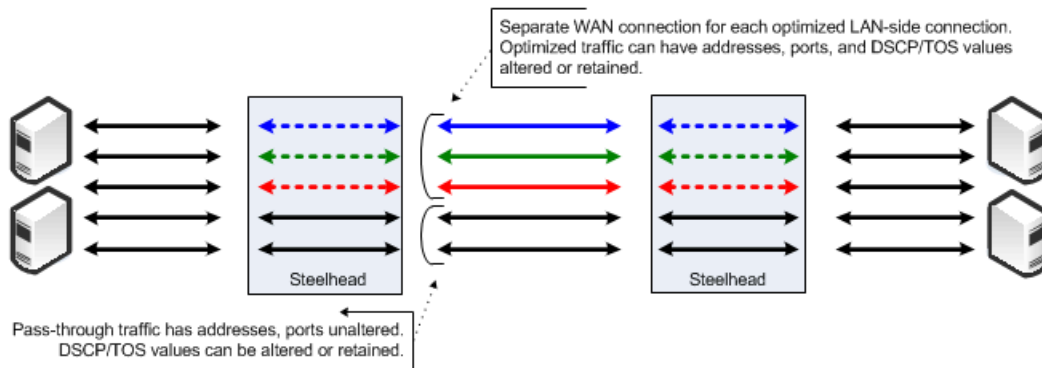 Separate WAN connection for each optimized LAN-side connection.
Optimized traffic can have addresses, ports, and DSCP/TOS values
altered or retained.
Steelhead
Steelhead
Pass-through traffic has addresses, ports unaltered.
DSCP/TOS values can be altered or retained.